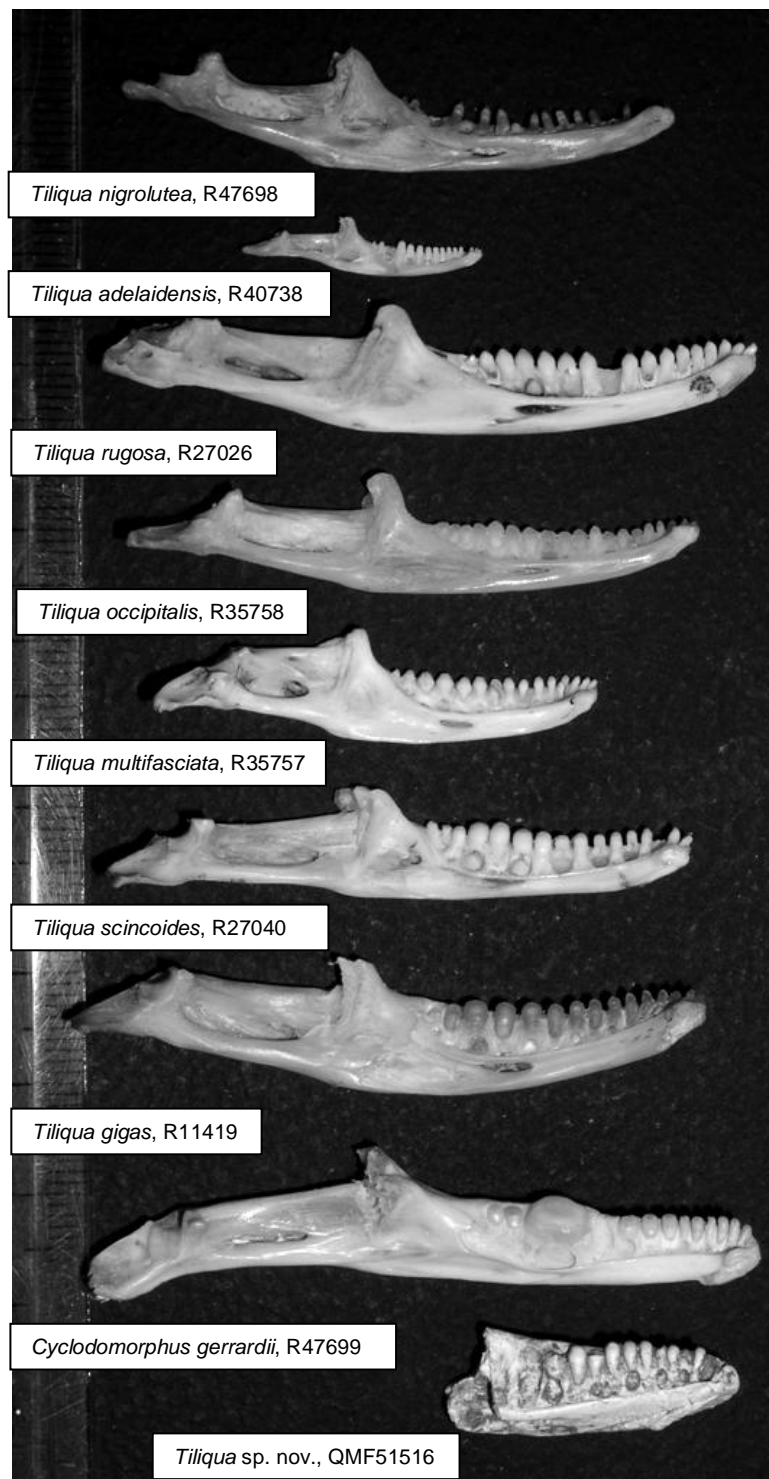 Tiliqua nigrolutea, R47698
Tiliqua adelaidensis, R40738
Tiliqua rugosa, R27026
Tiliqua occipitalis, R35758
Tiliqua multifasciata, R35757
Tiliqua scincoides, R27040
Tiliqua gigas, R11419
Cyclodomorphus gerrardii, R47699
Tiliqua sp. nov., QMF51516